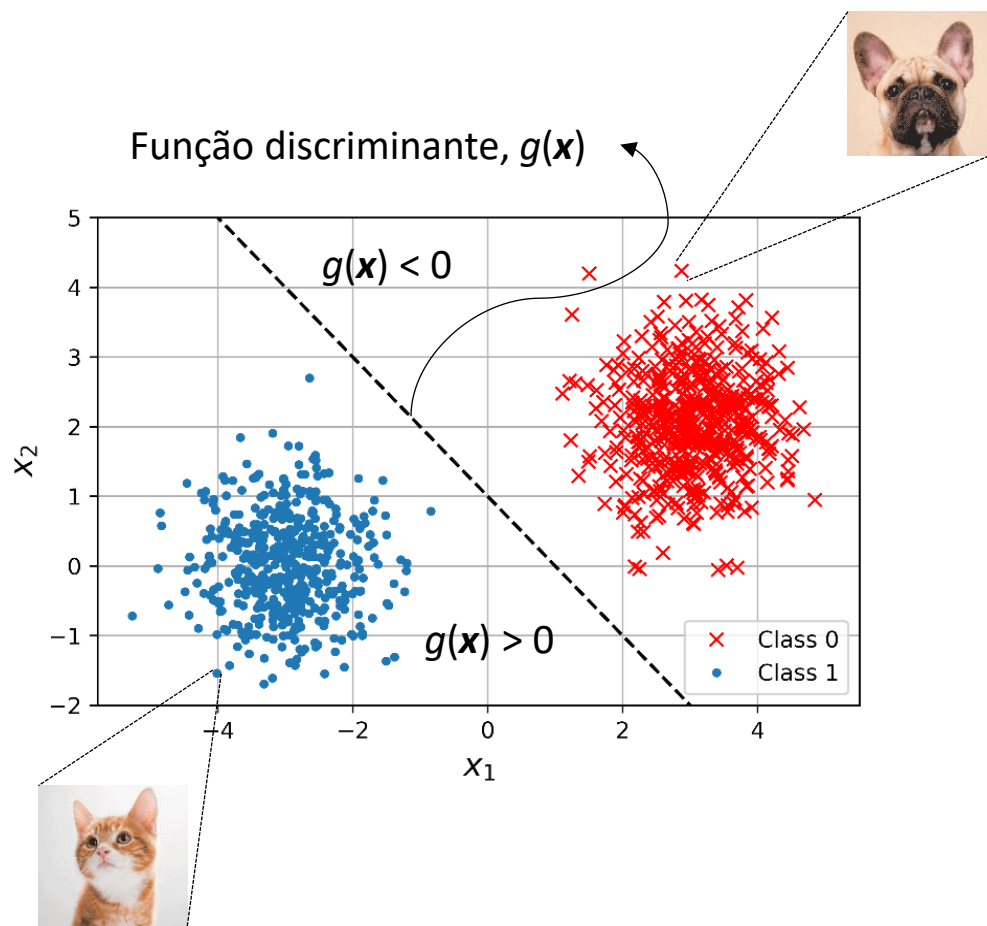 Função discriminante, g(x)
5
g(x) < 0
4
3
2
x₂
1
0
g(x) > 0
−1
Class 0
Class 1
−2
−4 −2 0 2 4
x₁